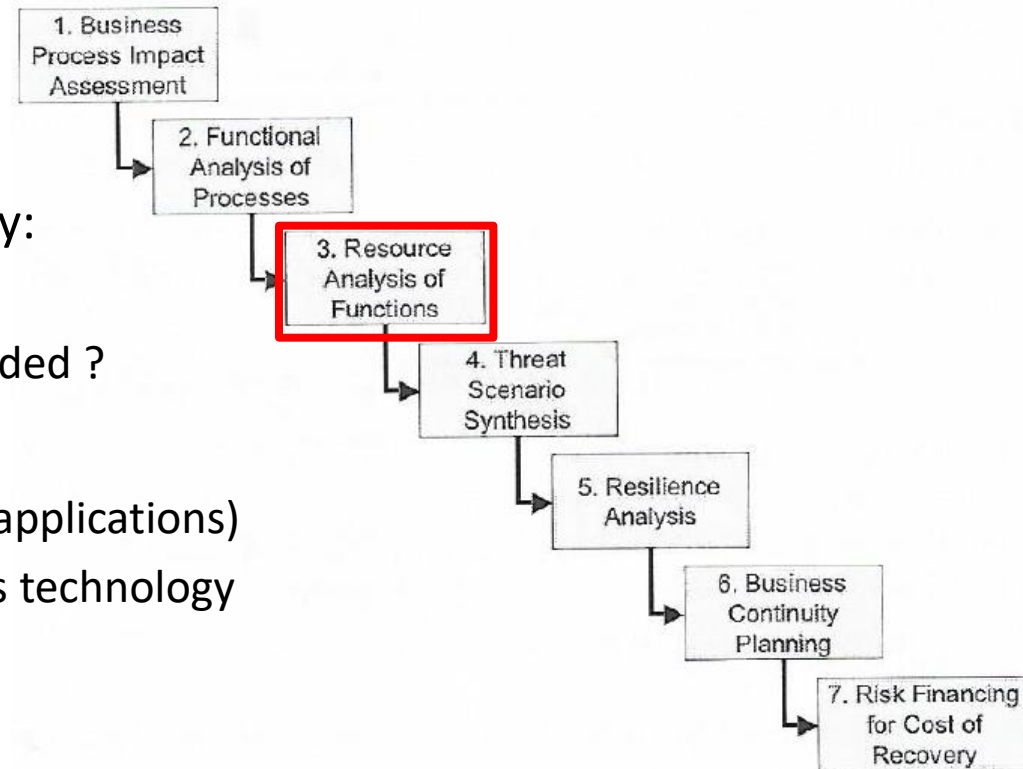 1. Business
Process Impact
Assessment
2. Functional
Analysis of
Processes
y:
3. Resource
Analysis of
Functions
ded ?
4. Threat
Scenario
Synthesis
applications)
5. Resilience
Analysis
s technology
6. Business
Continuity
Planning
7. Risk Financing
for Cost of
Recovery